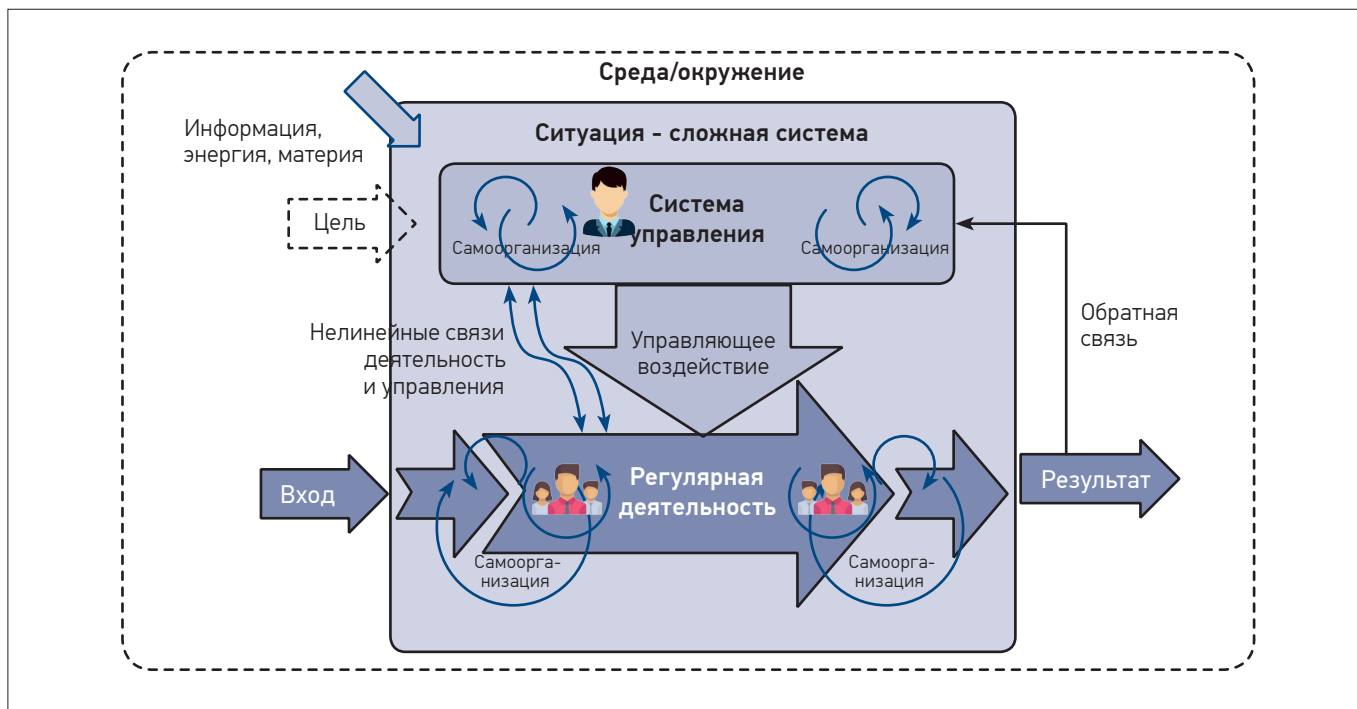 Среда/окружение
Информация,
энергия, материя
Ситуация - сложная система
Цель
Система
управления
Самоорганизация
Самоорганизация
Нелинейные связи
деятельность
и управления
Управляющее
воздействие
Обратная
связь
Вход
Регулярная
деятельность
Результат
Самоорга-
низация
Самоорга-
низация